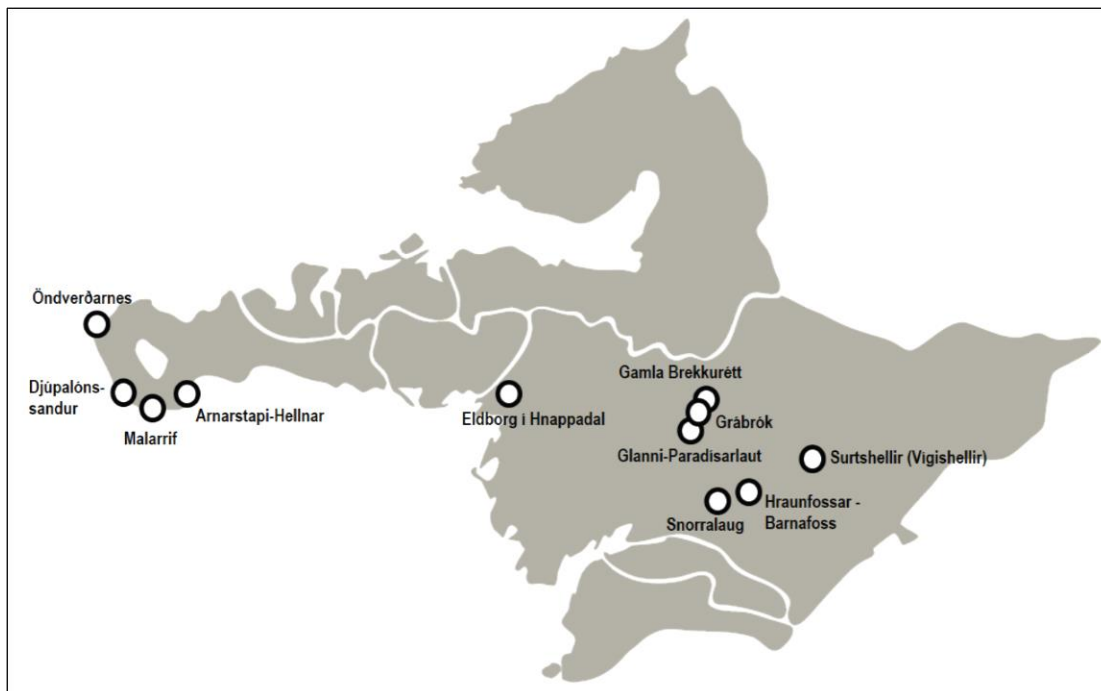 Öndverðarnes
Djúpalóns-
sandur
Malarrif
Arnarstapi-Hellnar
Eldborg í Hnappadal
Gamla Brekkurétt
Grábrók
Glanni-Paradísarlaut
Surtshellir (Vígishellir)
Hraunfossar -
Barnafoss
Snorralaug